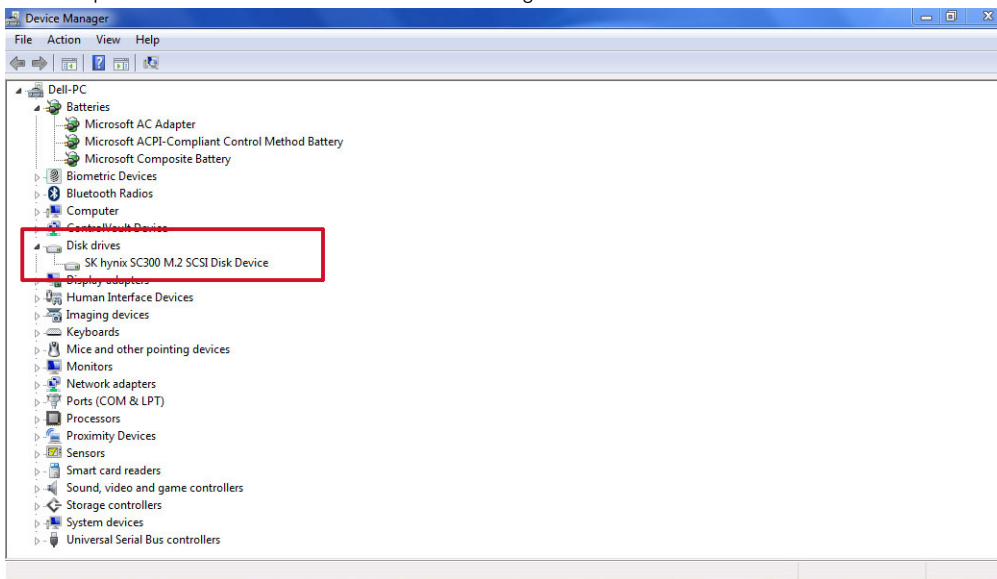 Device Manager
File Action View Help
Dell-PC
Batteries
Microsoft AC Adapter
Microsoft ACPI-Compliant Control Method Battery
Microsoft Composite Battery
Biometric Devices
Bluetooth Radios
Computer
ControlVault Device
Disk drives
SK hynix SC300 M.2 SCSI Disk Device
Display adapters
Human Interface Devices
Imaging devices
Keyboards
Mice and other pointing devices
Monitors
Network adapters
Ports (COM & LPT)
Processors
Proximity Devices
Sensors
Smart card readers
Sound, video and game controllers
Storage controllers
System devices
Universal Serial Bus controllers